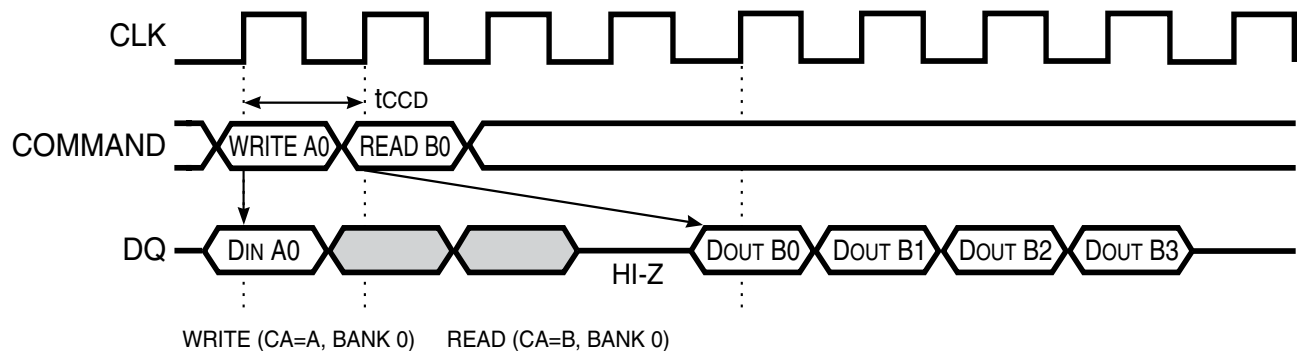 CLK
tCCD
COMMAND WRITE A0 READ B0
DQ DIN A0 DOUT B0 DOUT B1 DOUT B2 DOUT B3
HI-Z
WRITE (CA=A, BANK 0) READ (CA=B, BANK 0)